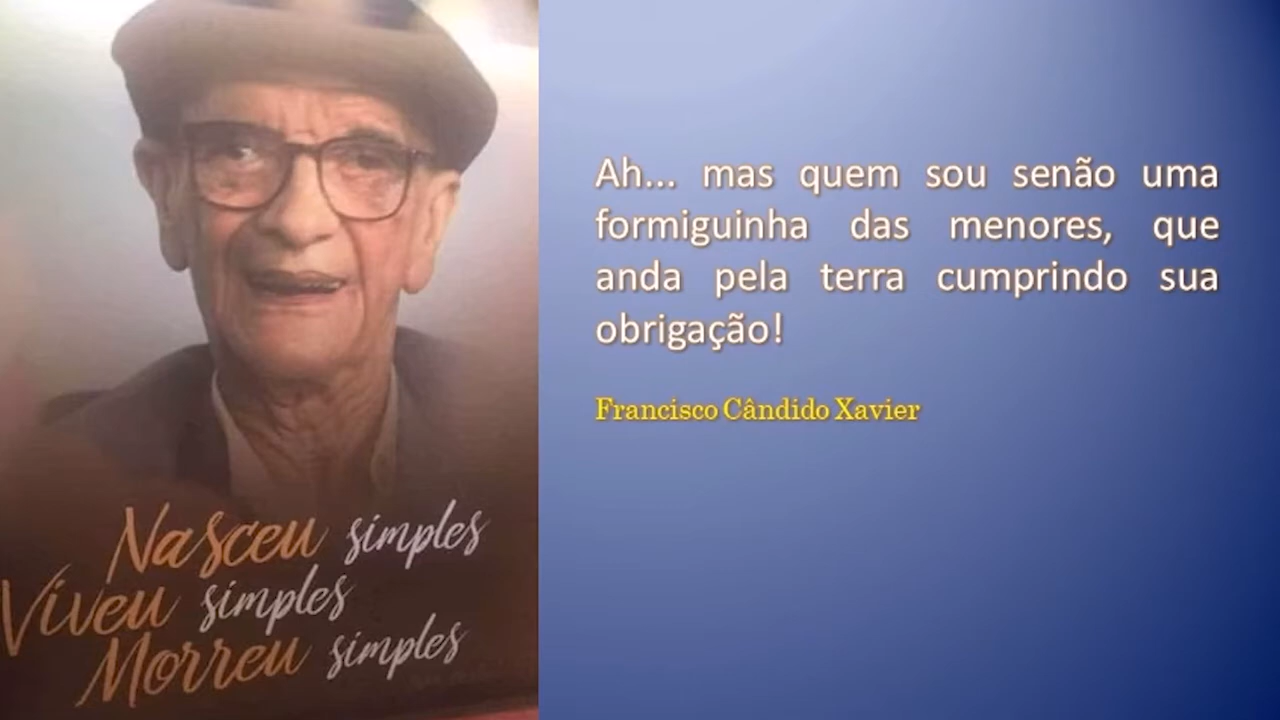 Ah... mas quem sou senão uma
formiguinha das menores, que
anda pela terra cumprindo sua
obrigação!
Francisco Cândido Xavier
Nasceu simples
Viveu simples
Morreu simples